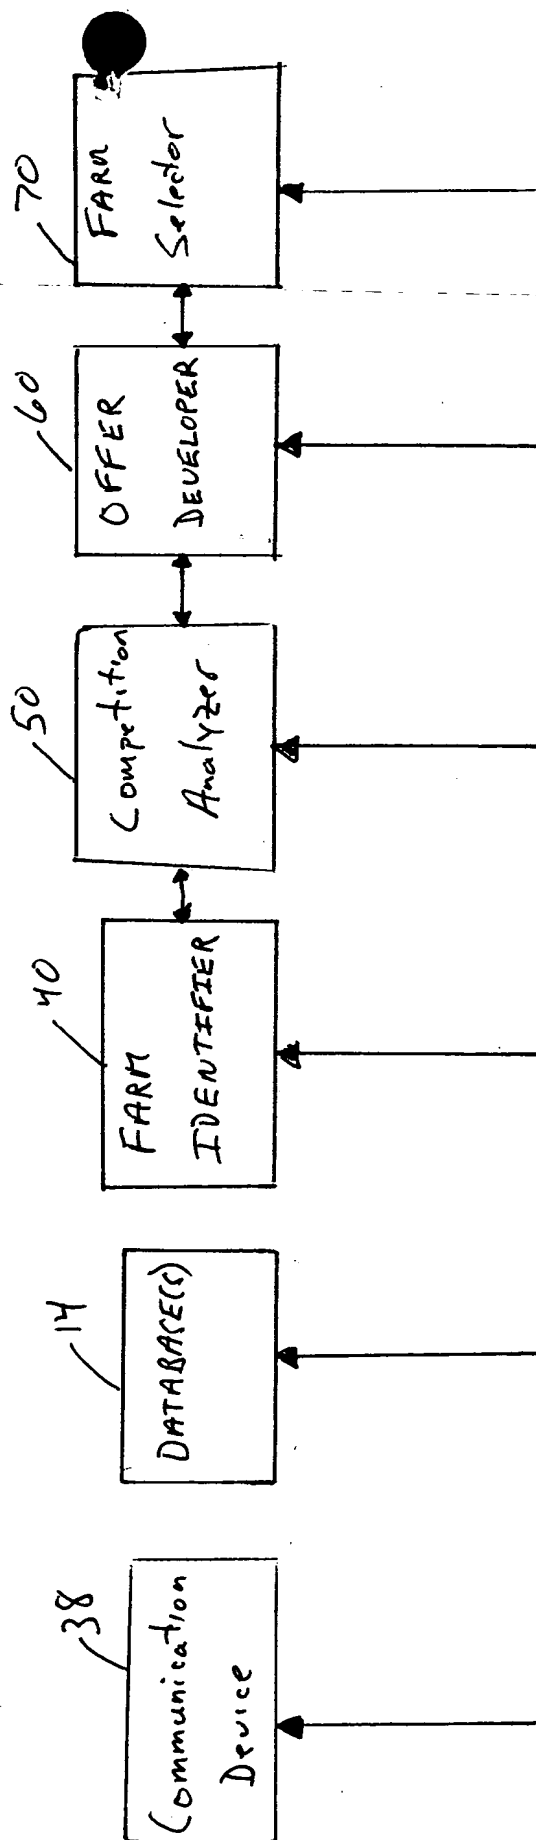 38
Communication
Device
14
DATABASE(S)
40
FARM
IDENTIFIER
50
Competition
Analyzer
60
OFFER
DEVELOPER
70
FARM
Selector